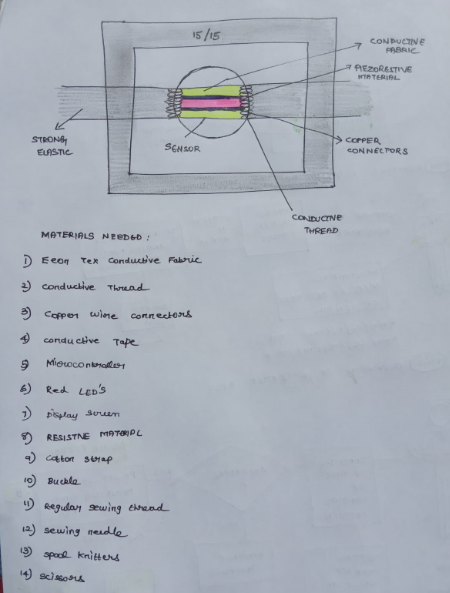 15/15
CONDUCTIVE
FABRIC
PIEZORESTIVE
MATERIAL
STRONG
ELASTIC
SENSOR
COPPER
CONNECTORS
CONDUCTIVE
THREAD
MATERIALS NEEDED :
1) Eeon Tex Conductive Fabric
2) Conductive Thread
3) Copper wire connectors
4) conductive Tape
5) Microcontroller
6) Red LED'S
7) Display screen
8) RESISTIVE MATERIAL
9) Cotton Strap
10) Buckle
11) Regular sewing thread
12) sewing needle
13) spool knitters
14) scissors